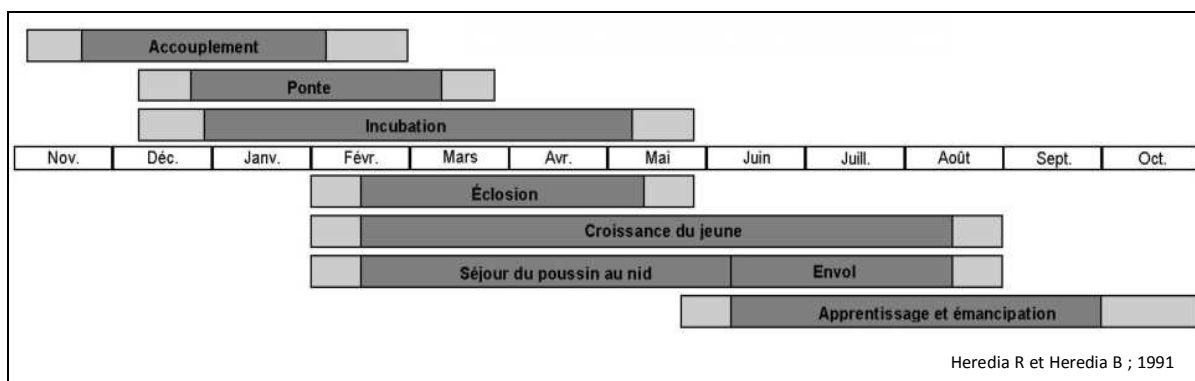 Accouplement
Ponte
Incubation
Nov. Déc. Janv. Févr. Mars Avr. Mai Juin Juill. Août Sept. Oct.
Éclosion
Croissance du jeune
Séjour du poussin au nid Envol
Apprentissage et émancipation
Heredia R et Heredia B ; 1991